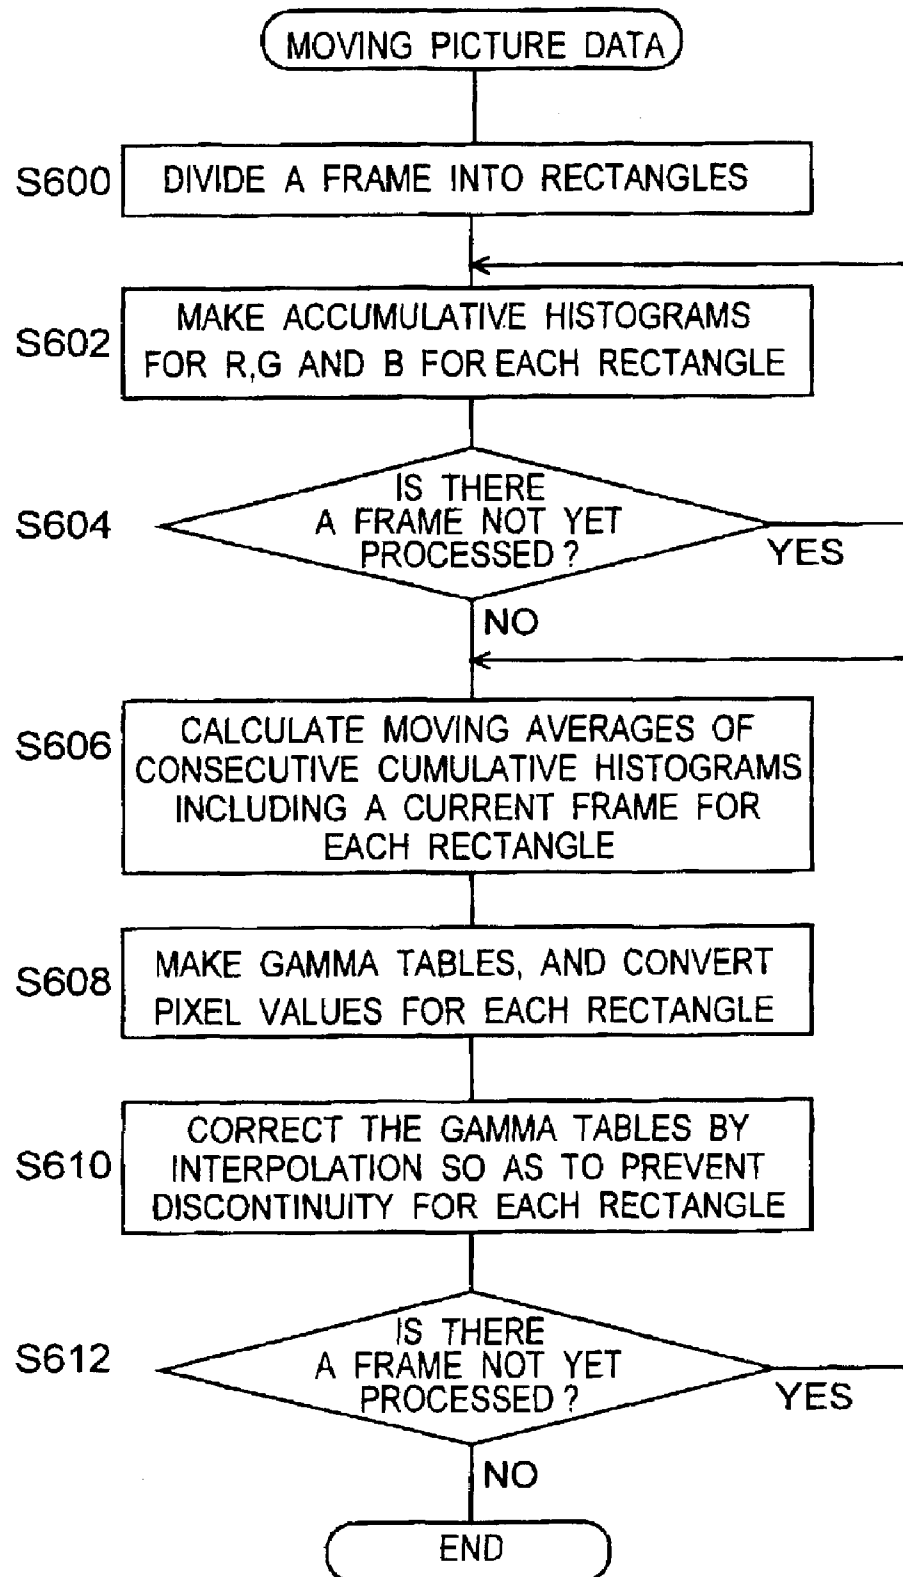 MOVING PICTURE DATA
S600
DIVIDE A FRAME INTO RECTANGLES
S602
MAKE ACCUMULATIVE HISTOGRAMS
FOR R,G AND B FOR EACH RECTANGLE
S604
IS THERE
A FRAME NOT YET
PROCESSED?
YES
NO
S606
CALCULATE MOVING AVERAGES OF
CONSECUTIVE CUMULATIVE HISTOGRAMS
INCLUDING A CURRENT FRAME FOR
EACH RECTANGLE
S608
MAKE GAMMA TABLES, AND CONVERT
PIXEL VALUES FOR EACH RECTANGLE
S610
CORRECT THE GAMMA TABLES BY
INTERPOLATION SO AS TO PREVENT
DISCONTINUITY FOR EACH RECTANGLE
S612
IS THERE
A FRAME NOT YET
PROCESSED?
YES
NO
END